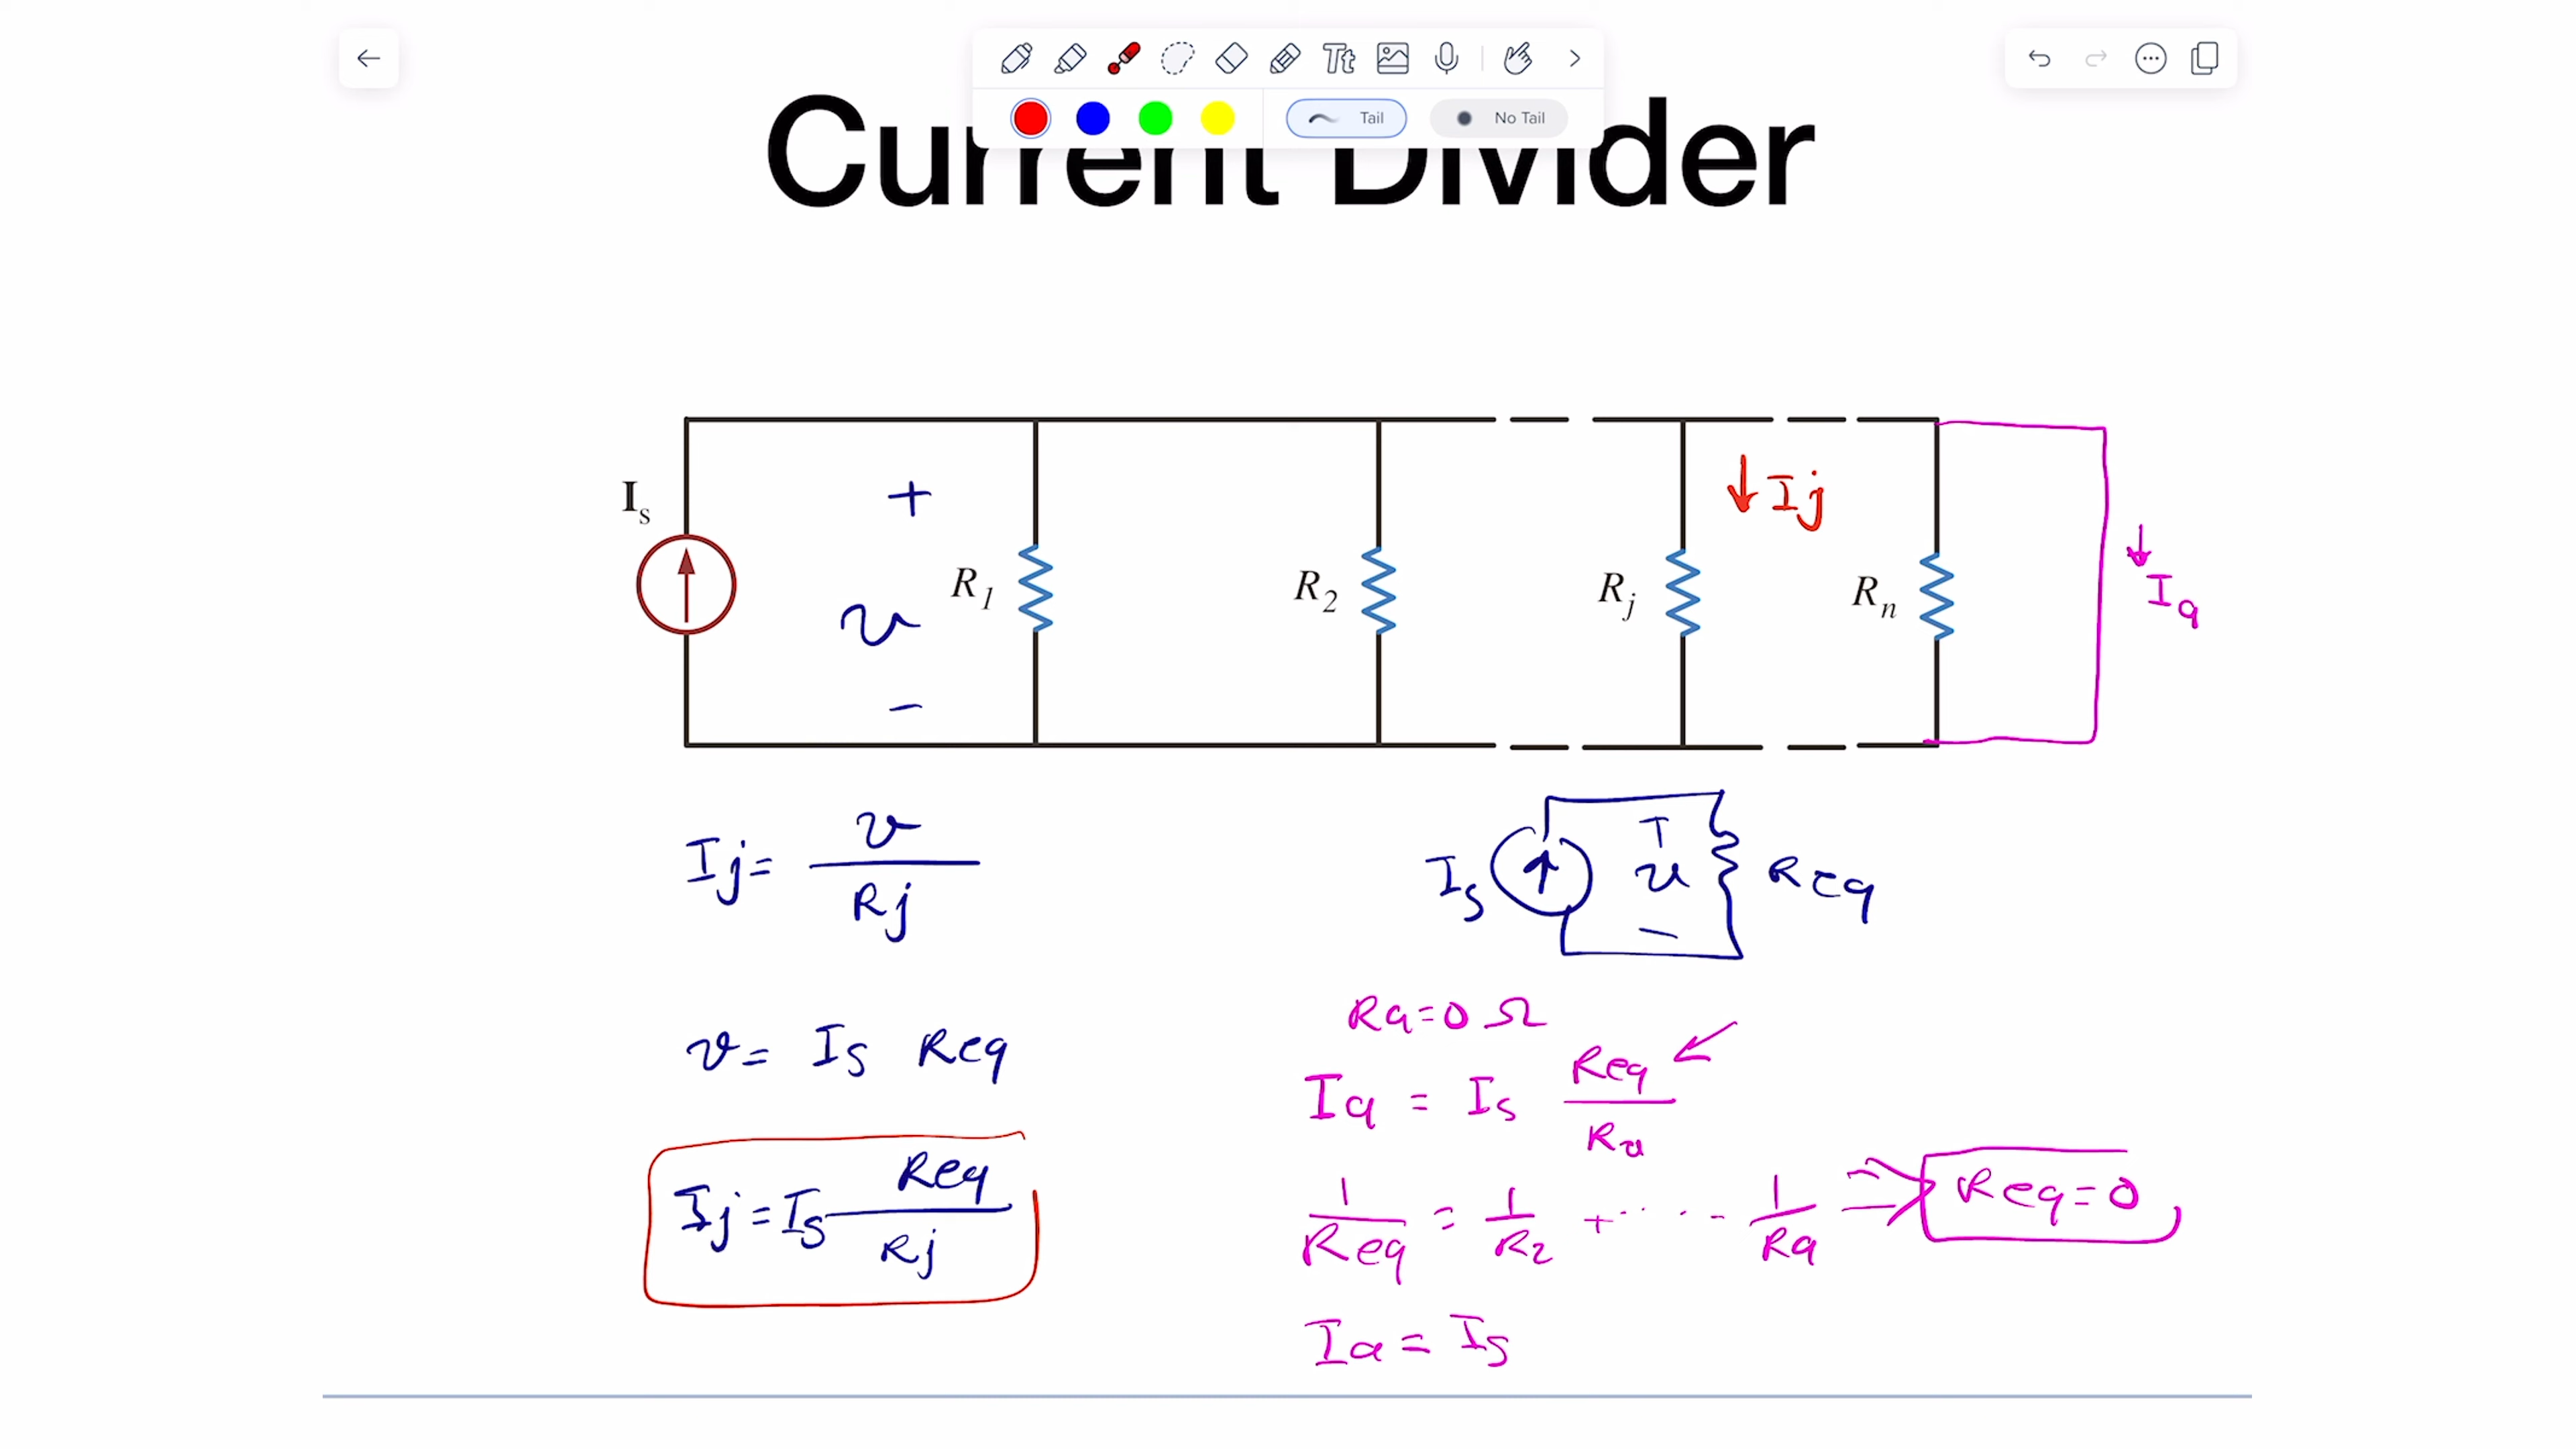 Tail No Tail
Current Divider
Is
+
v
−
R1
R2
Rj
↓ Ij
Rn
↓
Ia
Ij = v / Rj
Is
+
v
−
Req
v = Is Req
Ra = 0 Ω
Ia = Is Req / Ra
Ij = Is Req / Rj
1 / Req = 1 / R2 + ..... 1 / Ra ⇒ Req = 0
Ia = Is